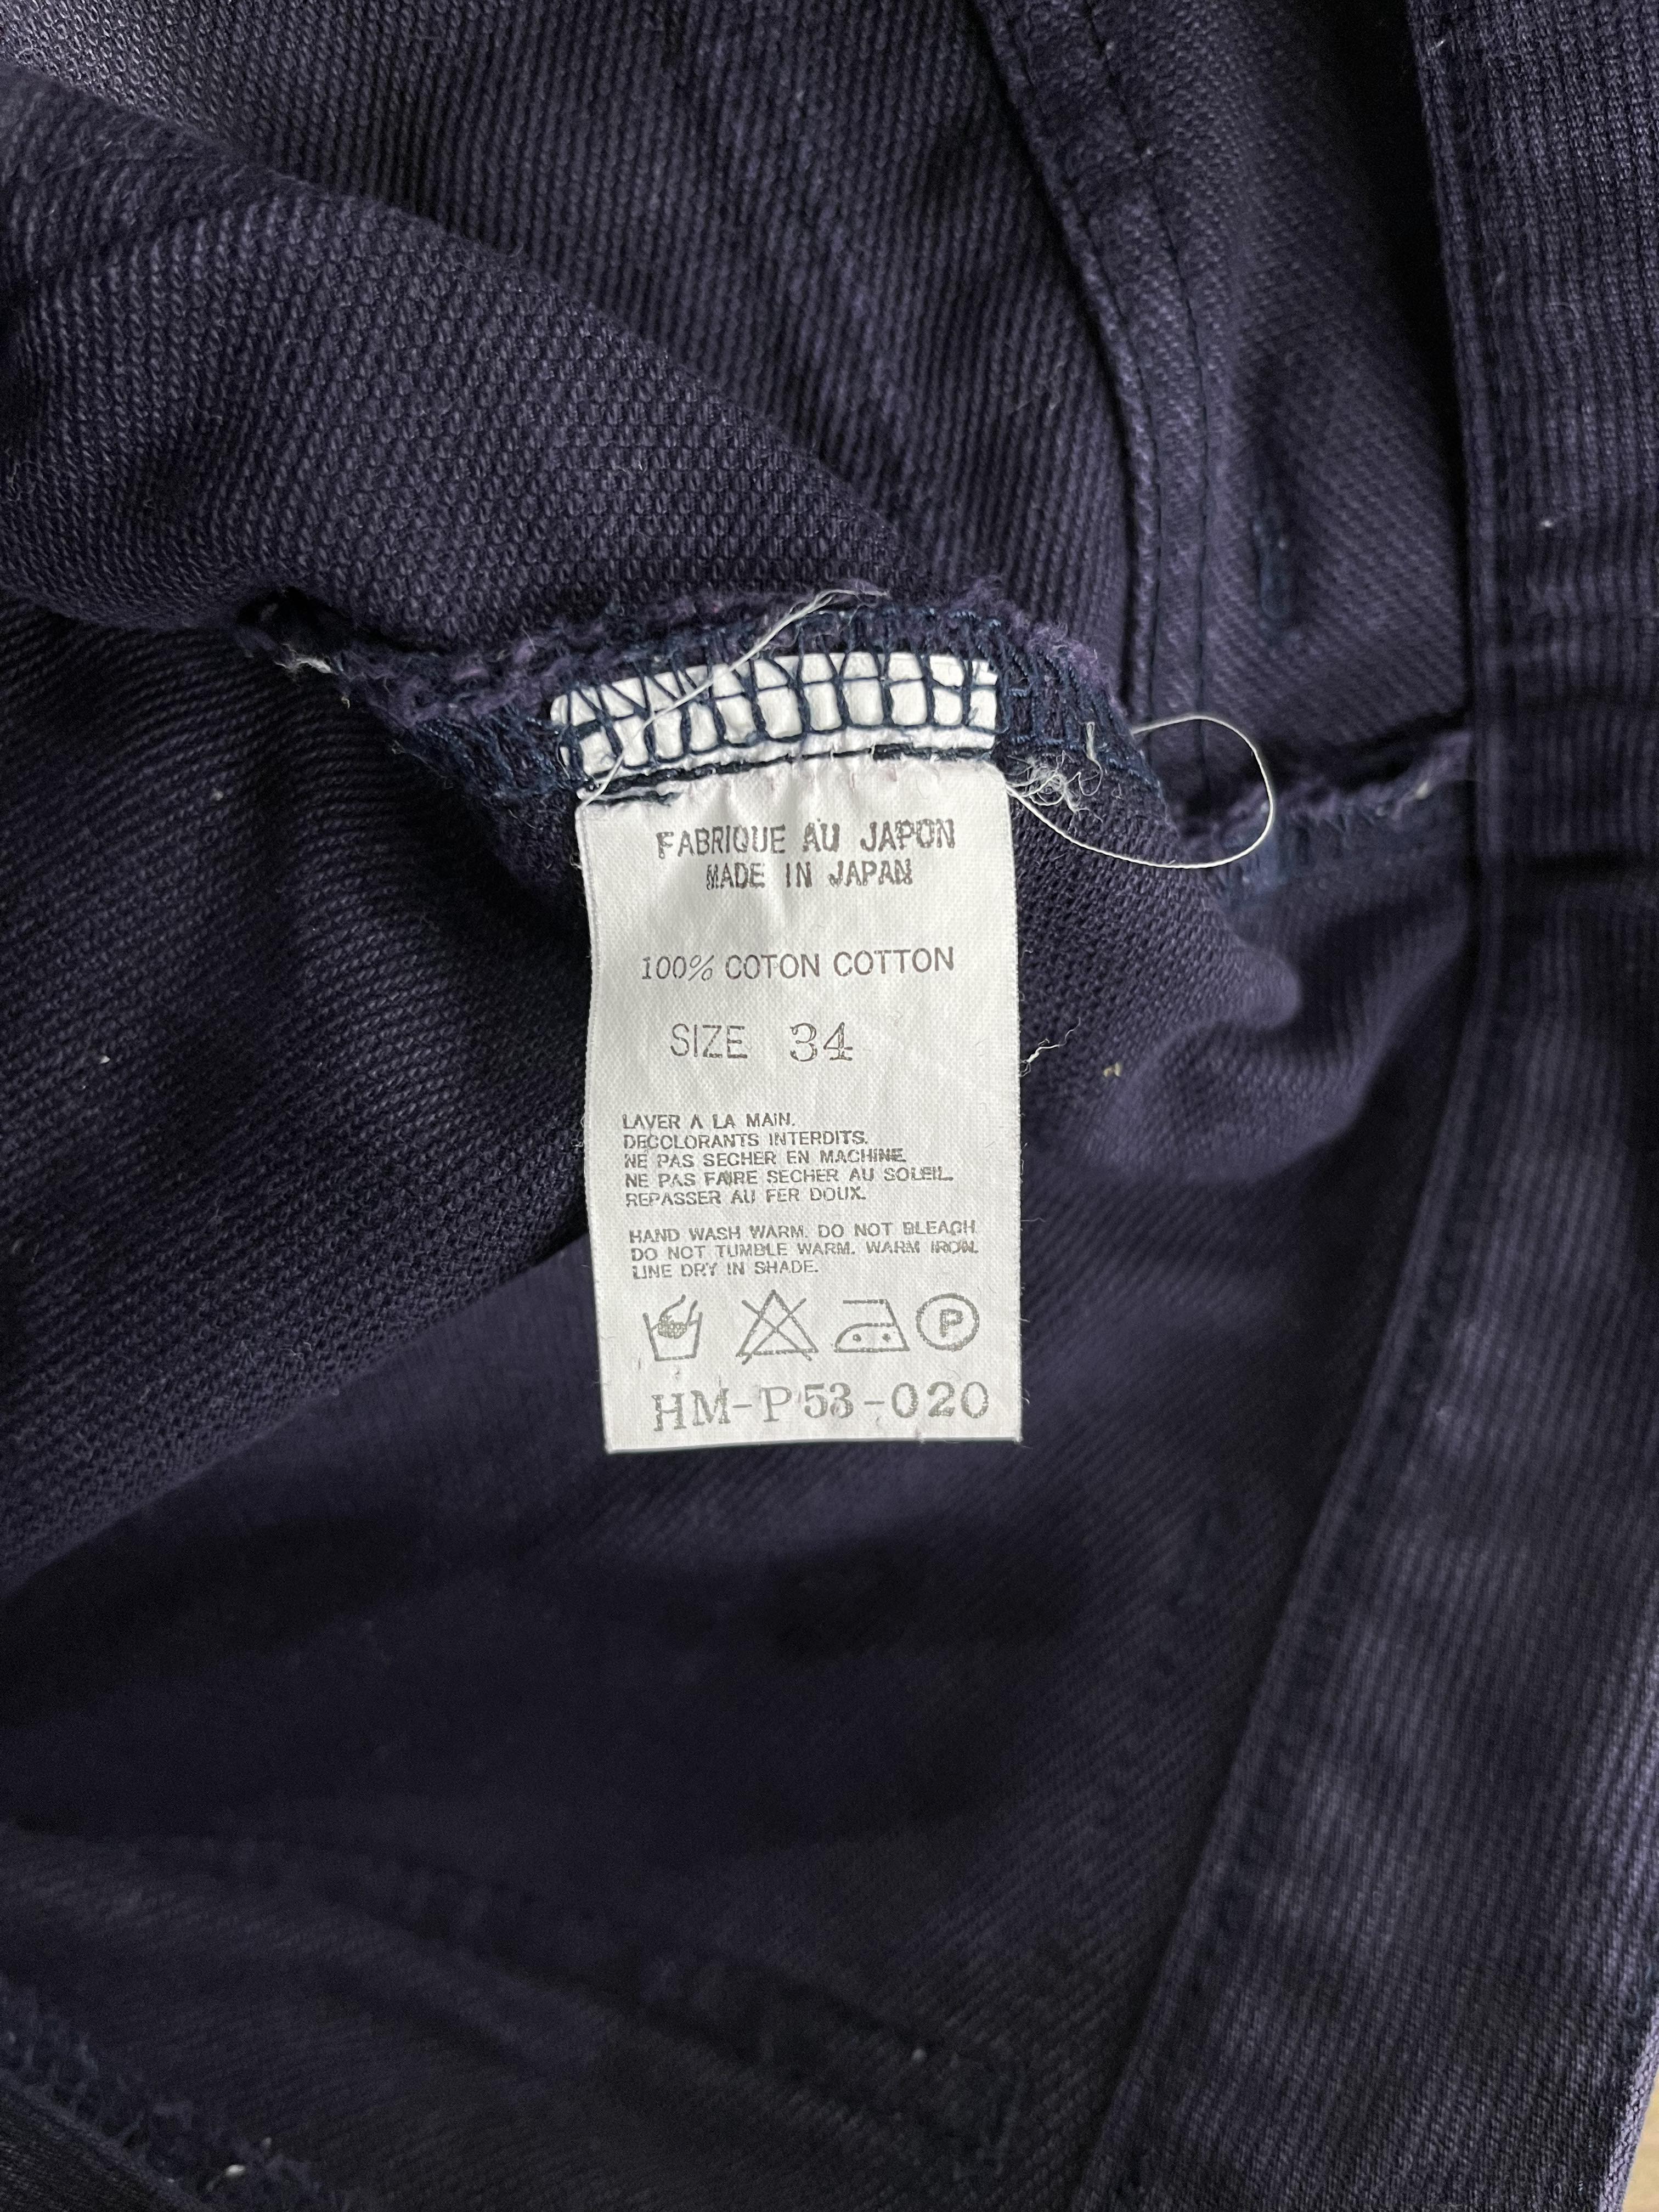 FABRIQUE AU JAPON
MADE IN JAPAN
100% COTON COTTON
SIZE 34
LAVER A LA MAIN.
DECOLORANTS INTERDITS.
NE PAS SECHER EN MACHINE.
NE PAS FAIRE SECHER AU SOLEIL.
REPASSER AU FER DOUX.
HAND WASH WARM. DO NOT BLEACH.
DO NOT TUMBLE WARM. WARM IRON.
LINE DRY IN SHADE.
P
HM-P53-020